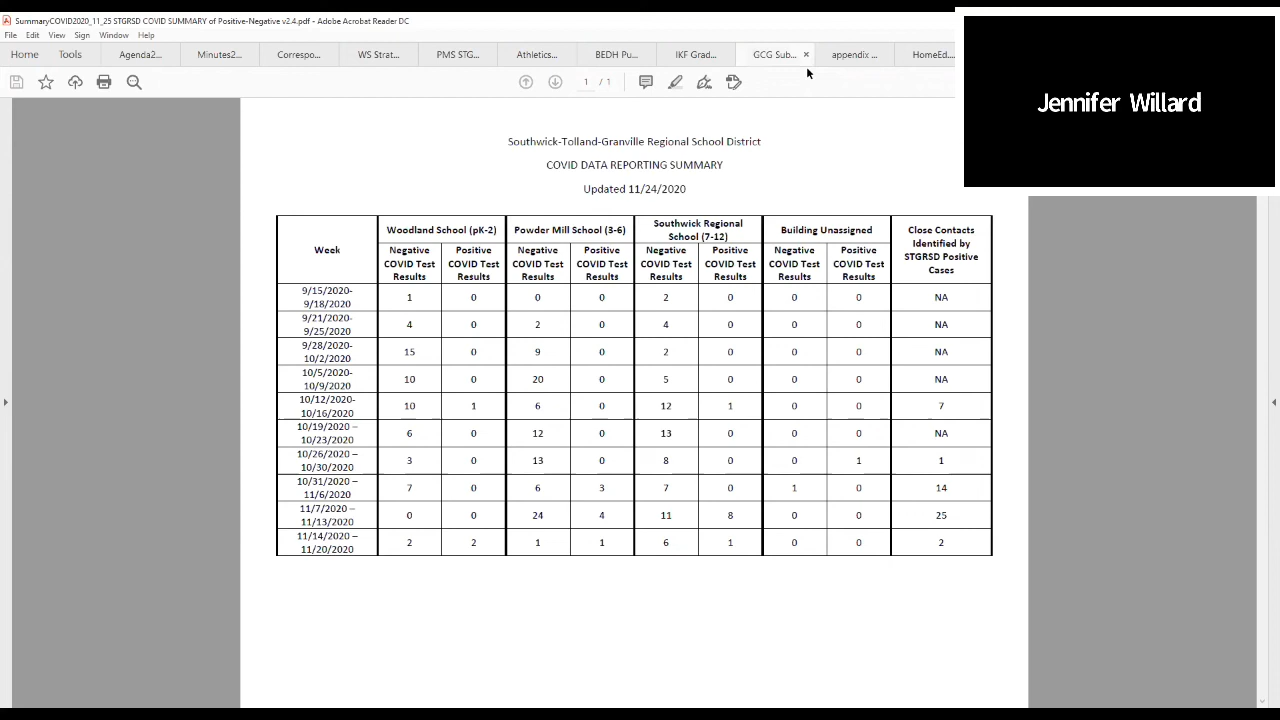 SummaryCOVID2020_11_25 STGRSD COVID SUMMARY of Positive-Negative v2.4.pdf - Adobe Acrobat Reader DC
File Edit View Sign Window Help
Home Tools Agenda2... Minutes2... Correspo... WS Strat... PMS STG... Athletics... BEDH Pu... IKF Grad... GCG Sub... × appendix ... HomeEd...
1 / 1
Jennifer Willard
Southwick-Tolland-Granville Regional School District
COVID DATA REPORTING SUMMARY
Updated 11/24/2020
Week
Woodland School (pK-2)
Powder Mill School (3-6)
Southwick Regional
School (7-12)
Building Unassigned
Close Contacts
Identified by
STGRSD Positive
Cases
Negative Positive Negative Positive Negative Positive Negative Positive
COVID Test COVID Test COVID Test COVID Test COVID Test COVID Test COVID Test COVID Test
Results Results Results Results Results Results Results Results
9/15/2020-
9/18/2020
1 0 0 0 2 0 0 0 NA
9/21/2020-
9/25/2020
4 0 2 0 4 0 0 0 NA
9/28/2020-
10/2/2020
15 0 9 0 2 0 0 0 NA
10/5/2020-
10/9/2020
10 0 20 0 5 0 0 0 NA
10/12/2020-
10/16/2020
10 1 6 0 12 1 0 0 7
10/19/2020 –
10/23/2020
6 0 12 0 13 0 0 0 NA
10/26/2020 –
10/30/2020
3 0 13 0 8 0 0 1 1
10/31/2020 –
11/6/2020
7 0 6 3 7 0 1 0 14
11/7/2020 –
11/13/2020
0 0 24 4 11 8 0 0 25
11/14/2020 –
11/20/2020
2 2 1 1 6 1 0 0 2